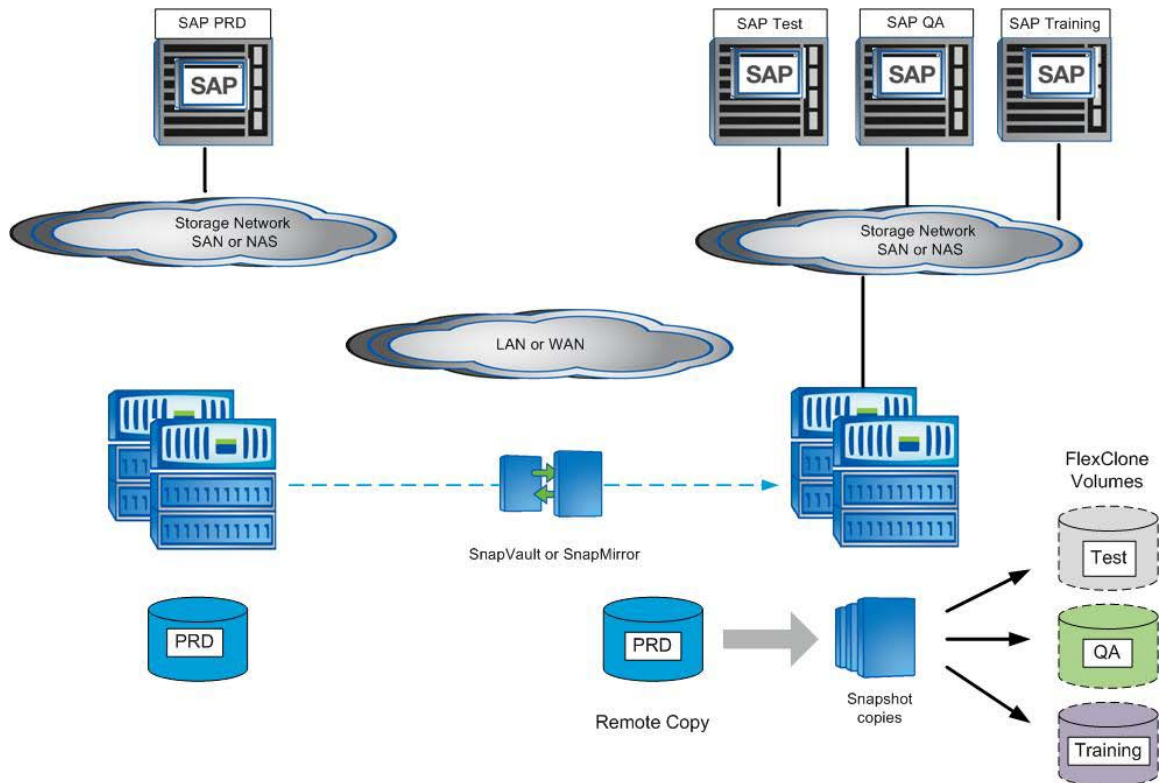 SAP PRD
SAP Test
SAP QA
SAP Training
SAP
SAP
SAP
SAP
Storage Network
SAN or NAS
Storage Network
SAN or NAS
LAN or WAN
SnapVault or SnapMirror
FlexClone
Volumes
Test
PRD
PRD
QA
Remote Copy
Snapshot
copies
Training